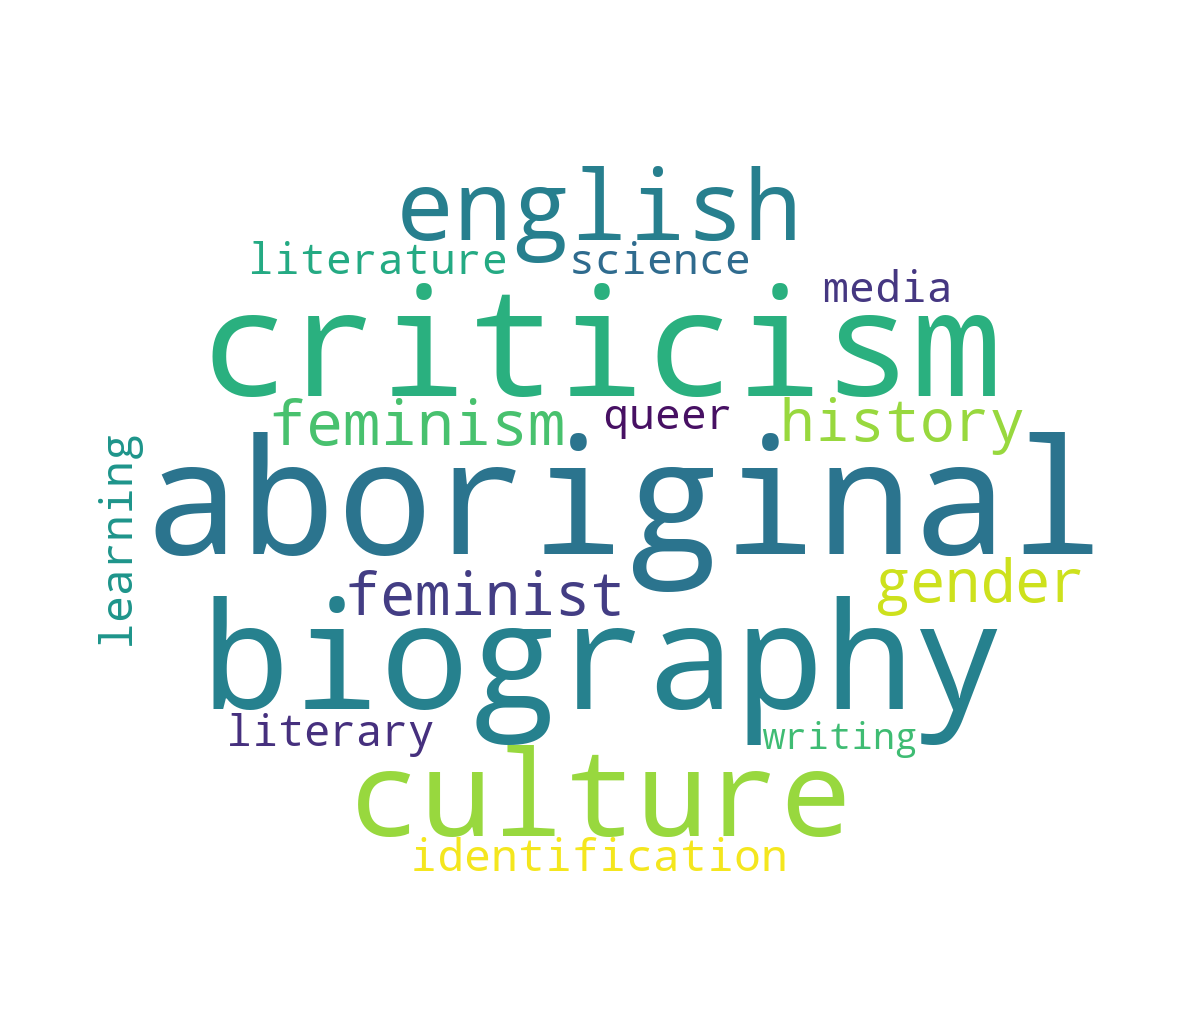 english
literature
science
media
criticism
feminism
queer
history
learning
aboriginal
feminist
gender
biography
literary
writing
culture
identification